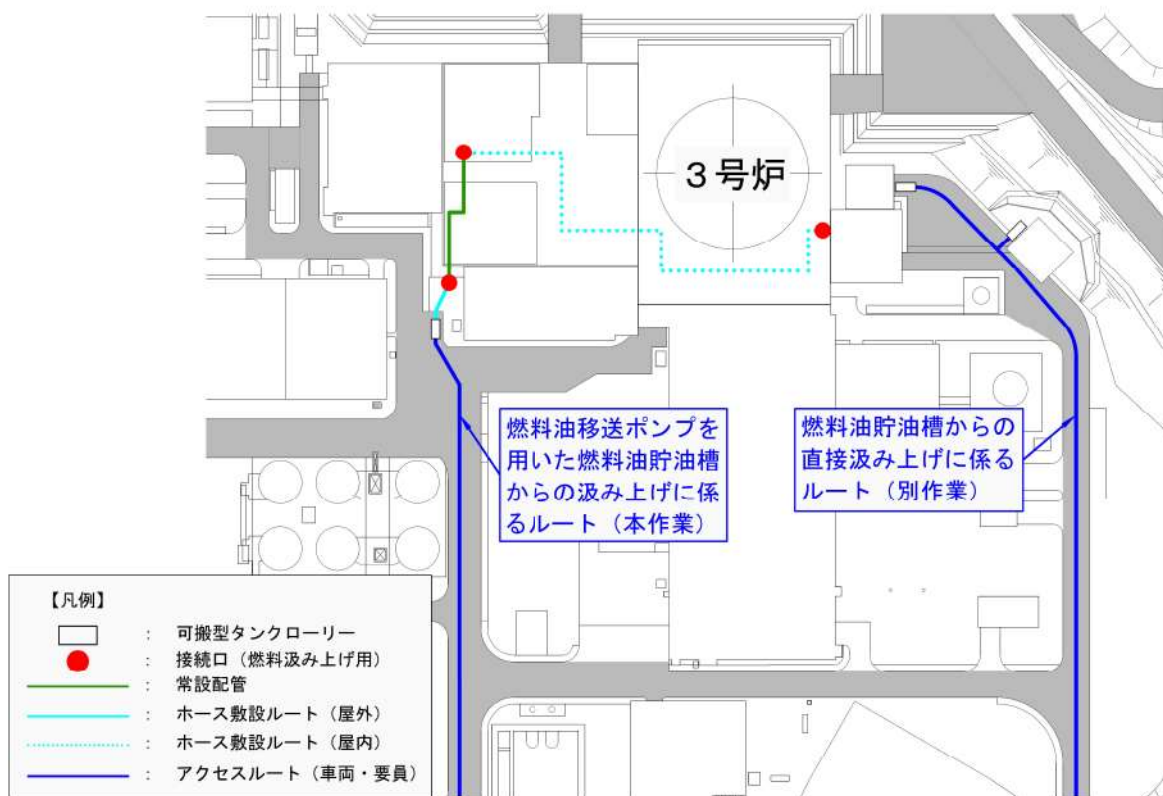 3号炉
燃料油移送ポンプを
用いた燃料油貯油槽
からの汲み上げに係
るルート(本作業)
燃料油貯油槽からの
直接汲み上げに係る
ルート(別作業)
【凡例】
: 可搬型タンクローリー
: 接続口(燃料汲み上げ用)
: 常設配管
: ホース敷設ルート(屋外)
: ホース敷設ルート(屋内)
: アクセスルート(車両・要員)